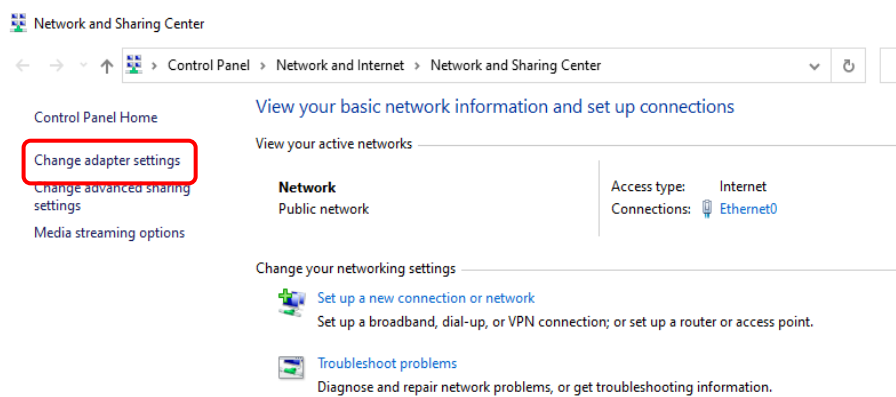 Network and Sharing Center
Control Panel > Network and Internet > Network and Sharing Center
Control Panel Home
Change adapter settings
Change advanced sharing
settings
Media streaming options
View your basic network information and set up connections
View your active networks
Network
Public network
Access type: Internet
Connections: Ethernet0
Change your networking settings
Set up a new connection or network
Set up a broadband, dial-up, or VPN connection; or set up a router or access point.
Troubleshoot problems
Diagnose and repair network problems, or get troubleshooting information.